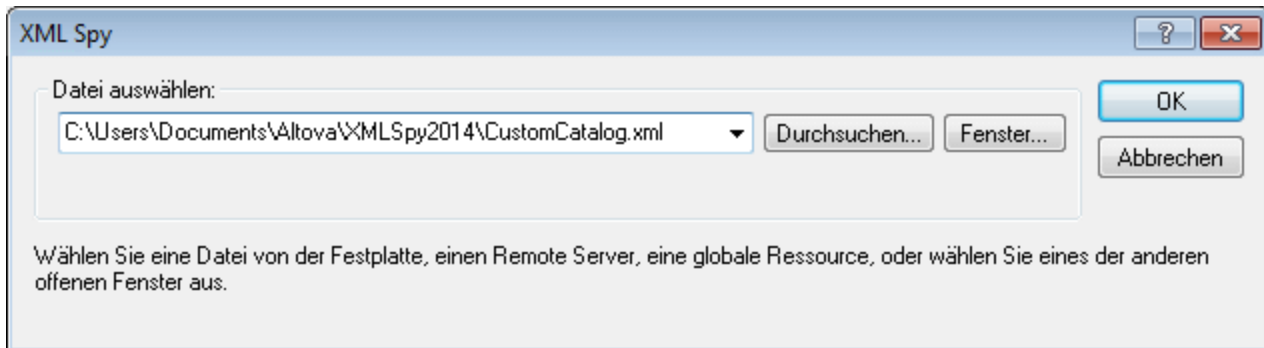 XML Spy
Datei auswählen:
C:\Users\Documents\Altova\XMLSpy2014\CustomCatalog.xml
Durchsuchen...
Fenster...
OK
Abbrechen
Wählen Sie eine Datei von der Festplatte, einen Remote Server, eine globale Ressource, oder wählen Sie eines der anderen
offenen Fenster aus.